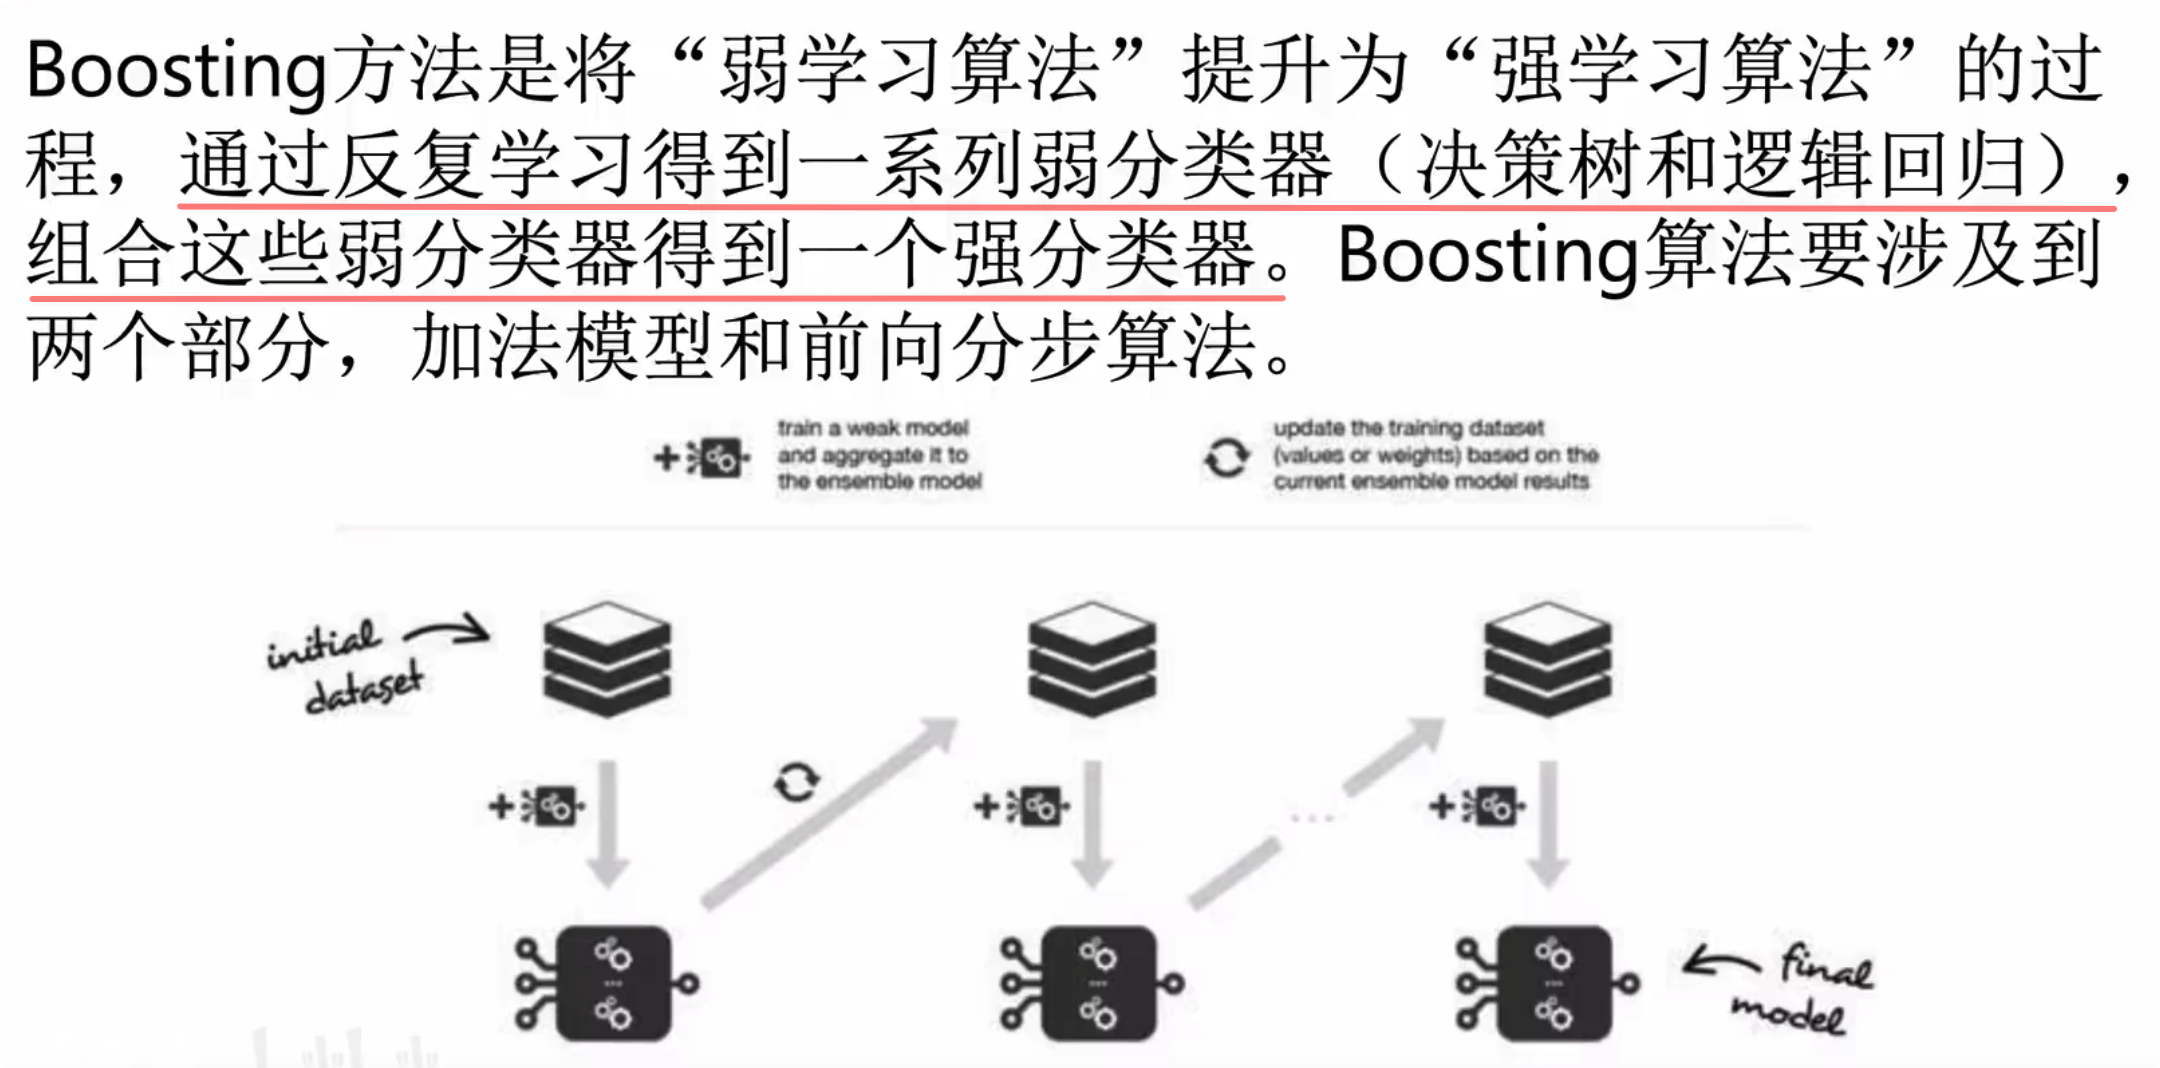 Boosting方法是将“弱学习算法”提升为“强学习算法”的过
程，通过反复学习得到一系列弱分类器（决策树和逻辑回归），
组合这些弱分类器得到一个强分类器。Boosting算法要涉及到
两个部分，加法模型和前向分步算法。
train a weak model
and aggregate it to
the ensemble model
update the training dataset
(values or weights) based on the
current ensemble model results
initial
dataset
...
final
model